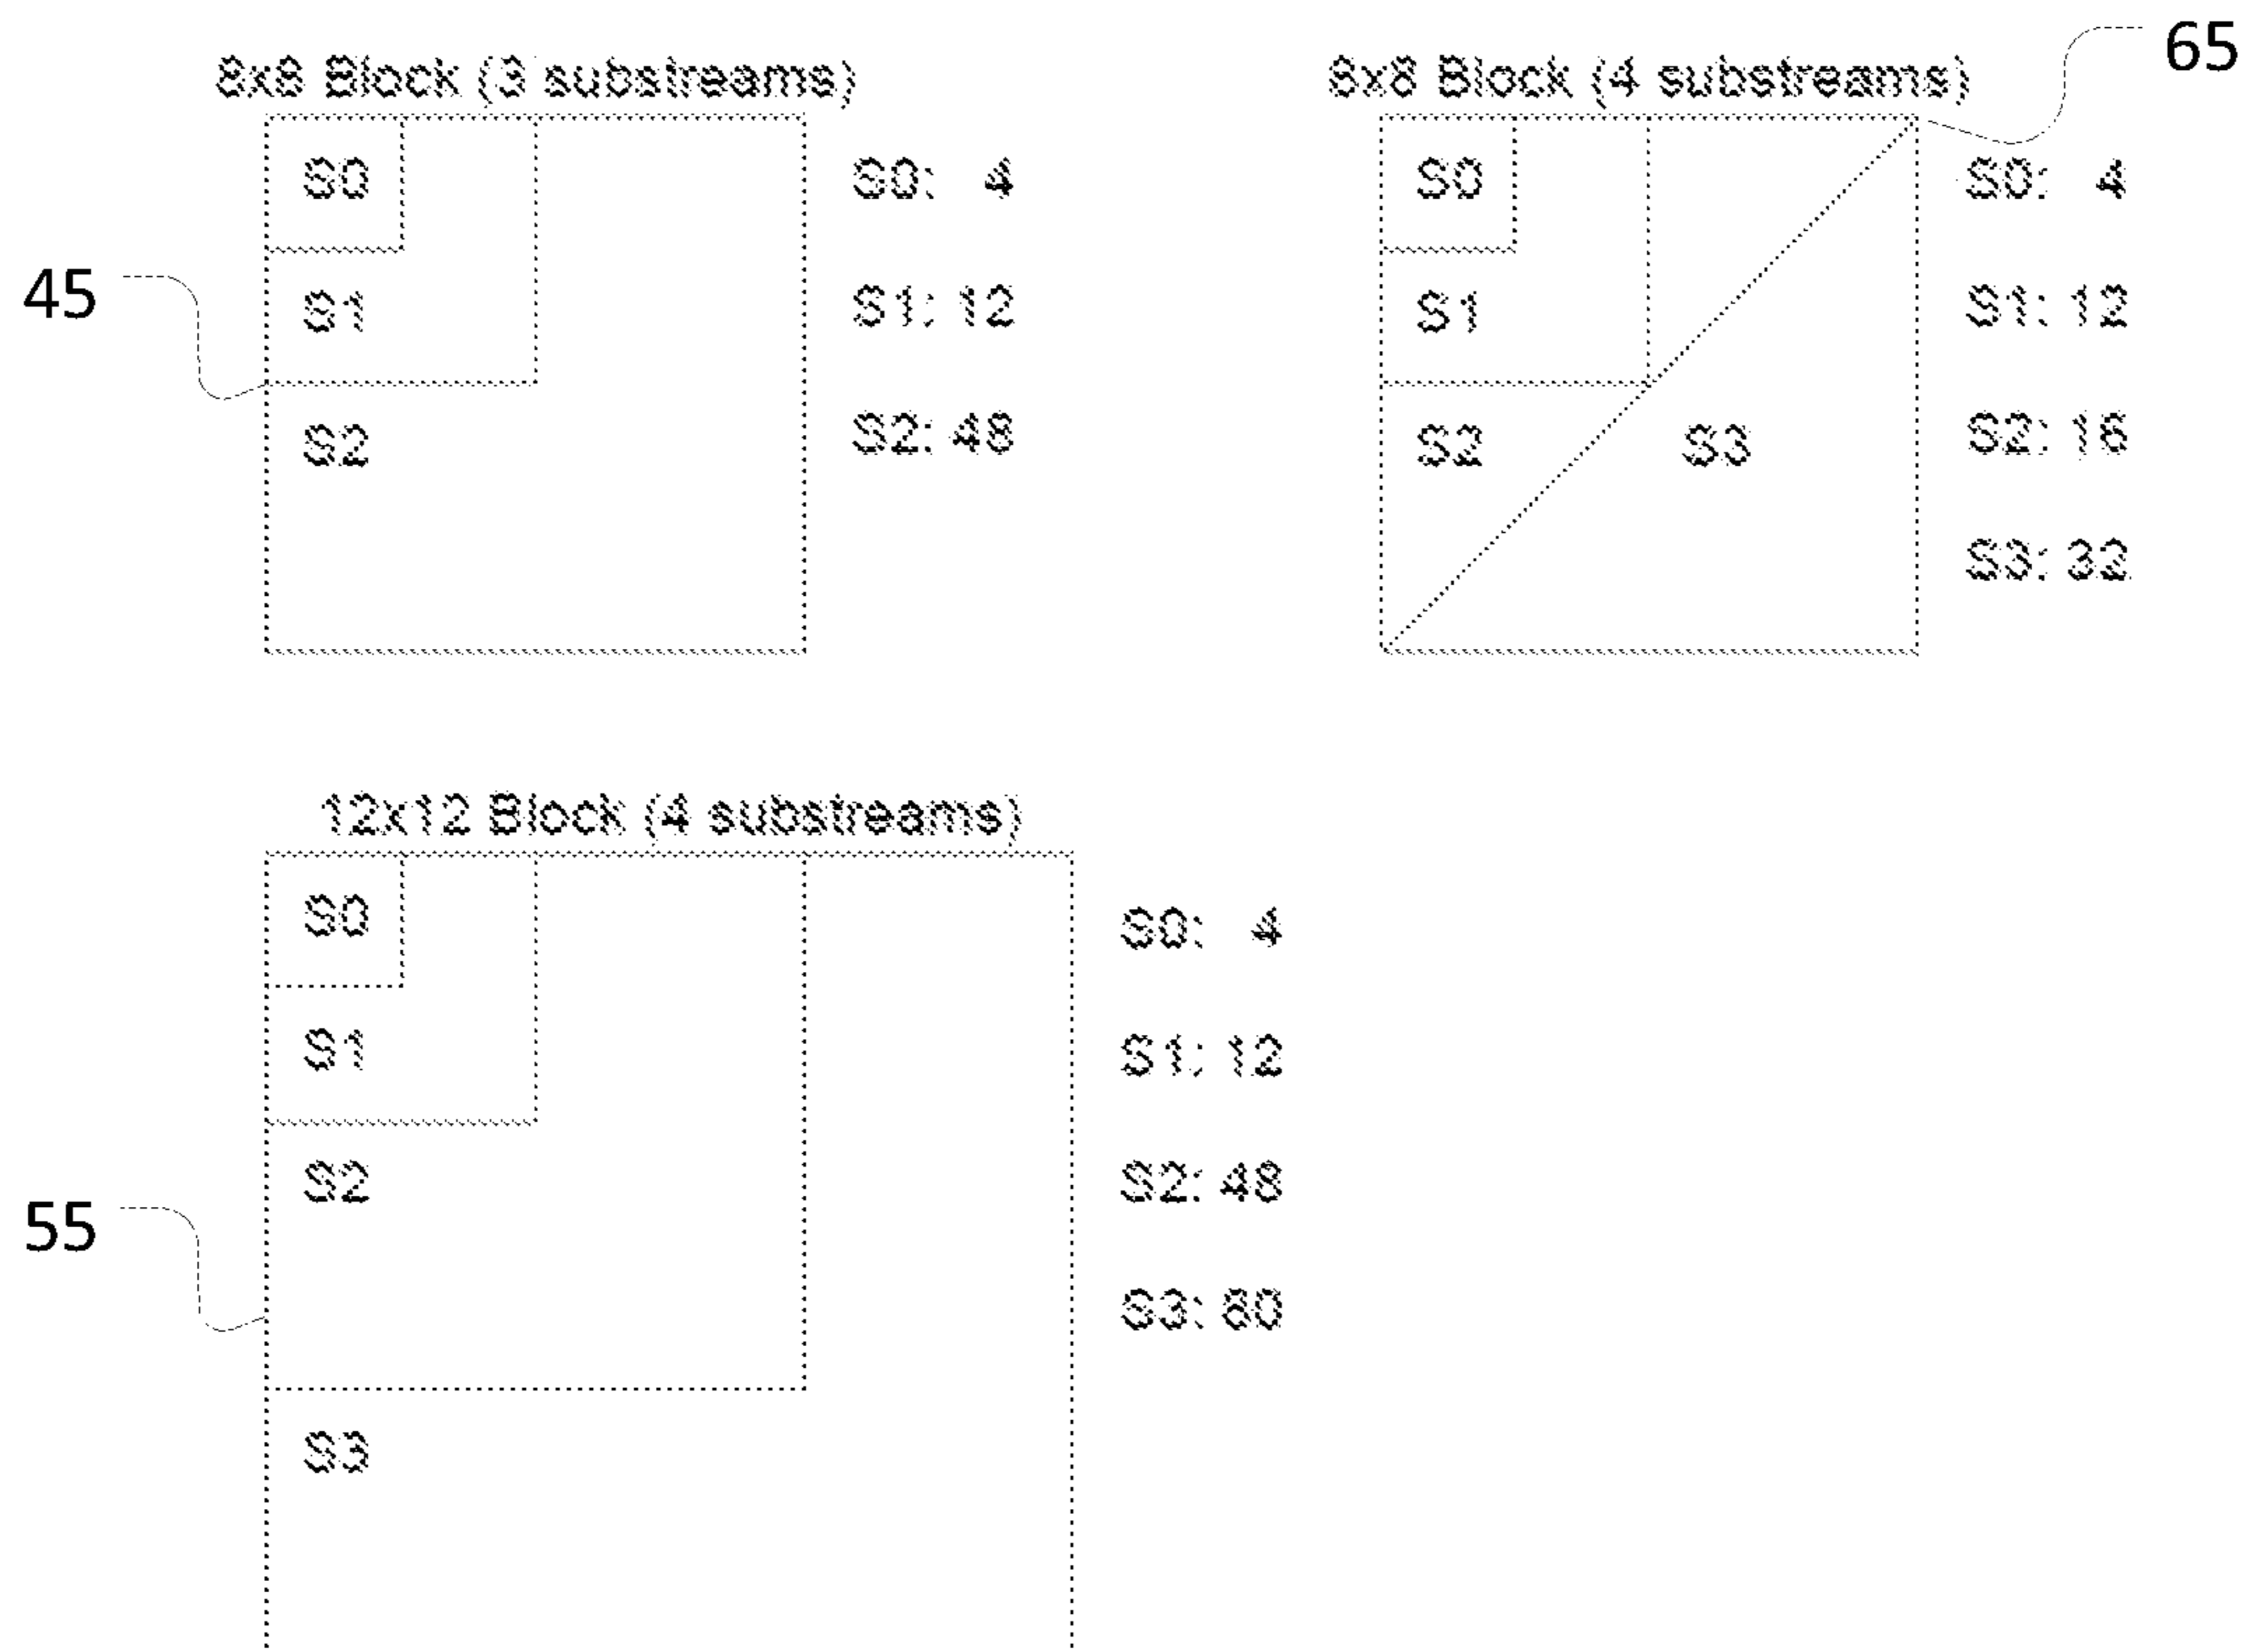 65
8x8 Block (3 substreams)
S0
S1
S2
S0: 4
S1: 12
S2: 48
45
8x8 Block (4 substreams)
S0
S1
S2
S3
S0: 4
S1: 12
S2: 16
S3: 32
12x12 Block (4 substreams)
S0
S1
S2
S3
S0: 4
S1: 12
S2: 48
S3: 80
55